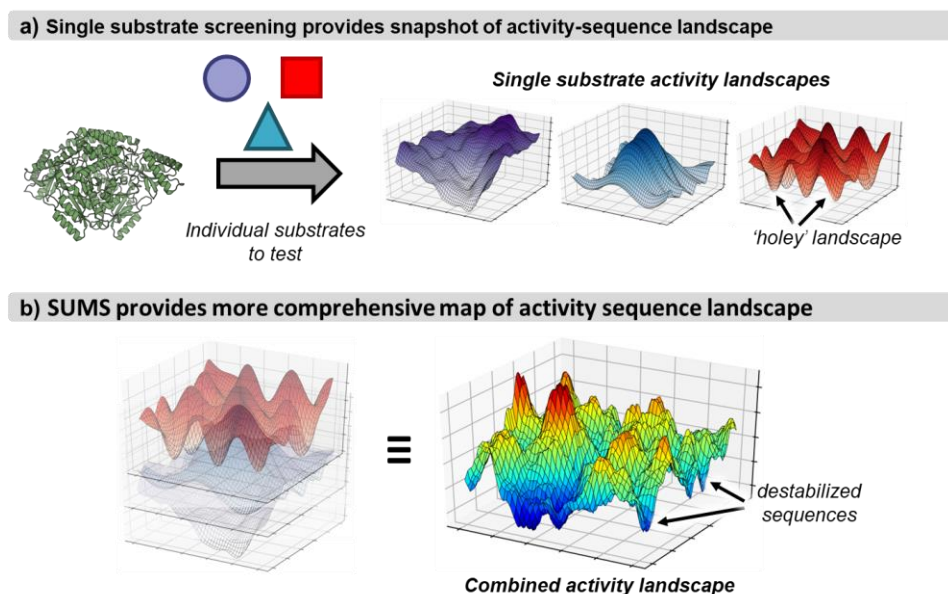 a) Single substrate screening provides snapshot of activity-sequence landscape
Single substrate activity landscapes
Individual substrates
to test
‘holey’ landscape
b) SUMS provides more comprehensive map of activity sequence landscape
≡
destabilized
sequences
Combined activity landscape